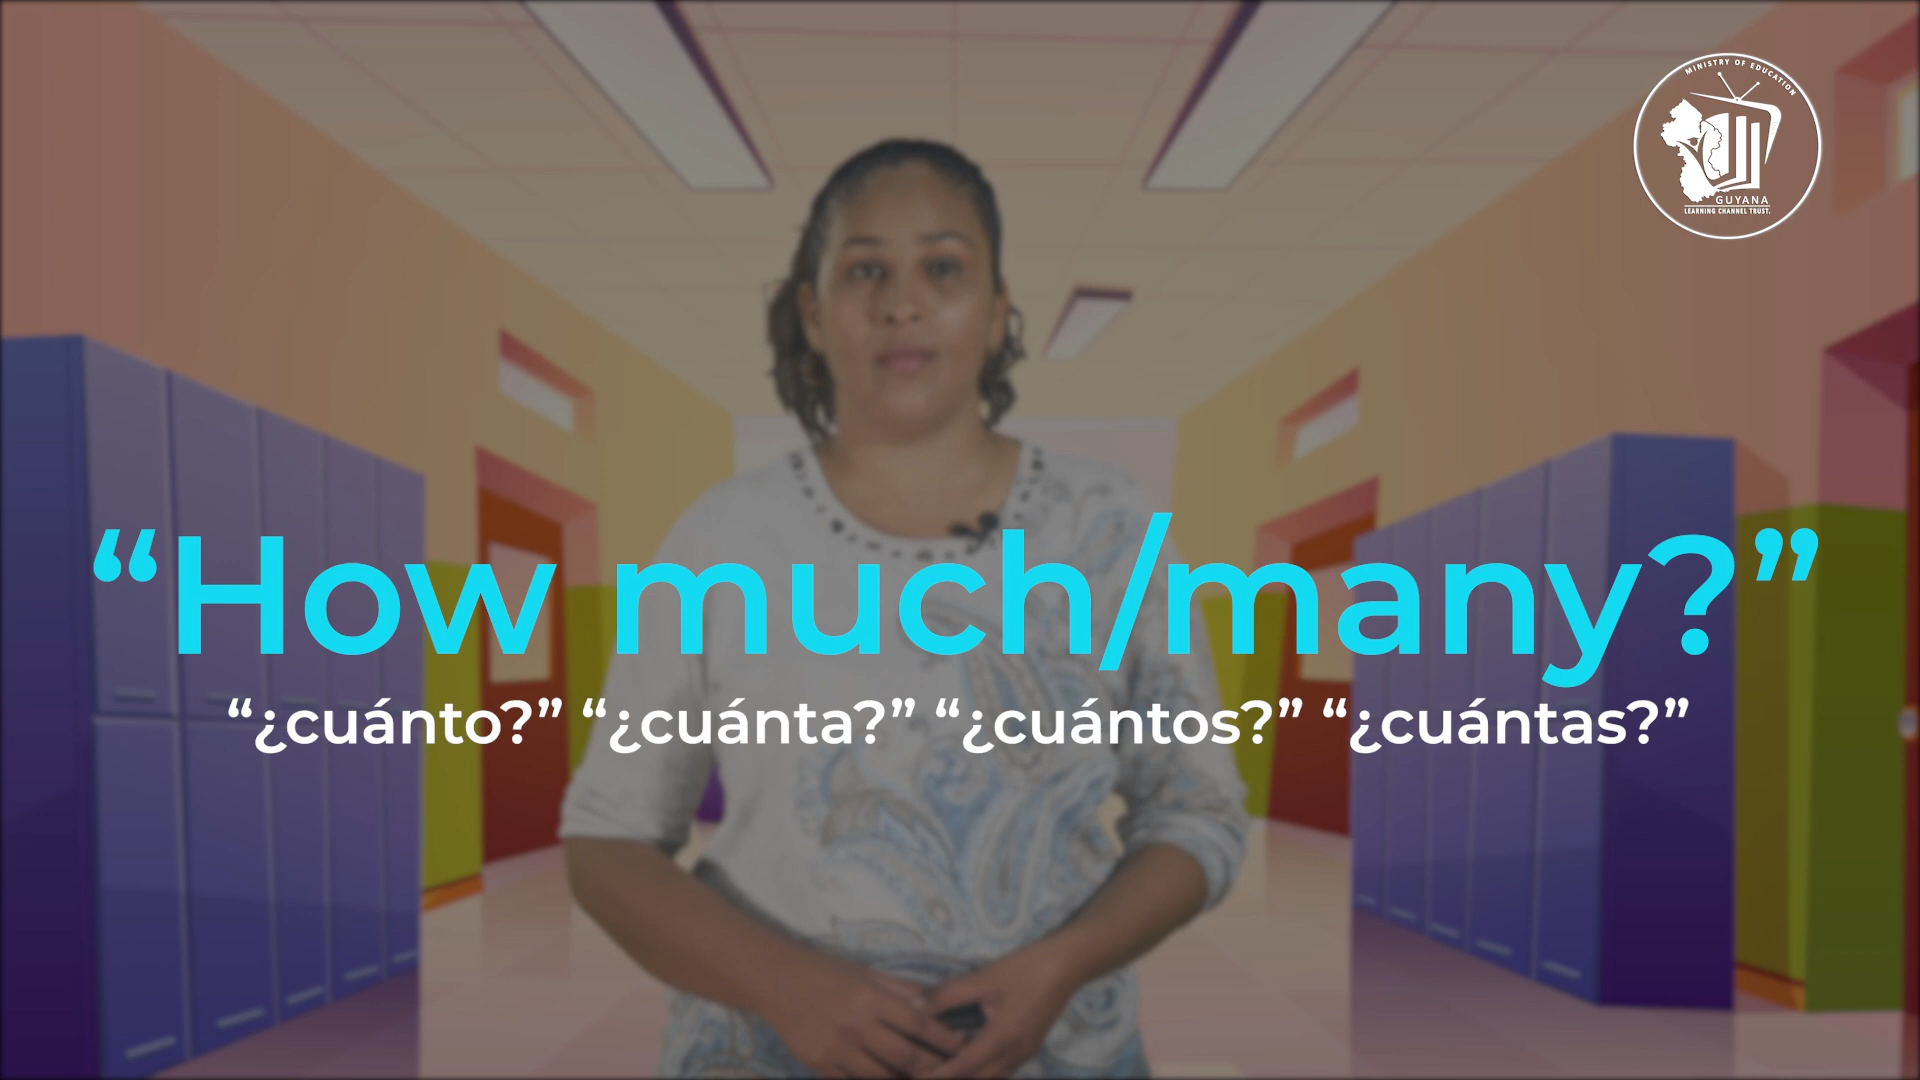 MINISTRY OF EDUCATION
GUYANA
LEARNING CHANNEL TRUST.
“How much/many?”
“¿cuánto?” “¿cuánta?” “¿cuántos?” “¿cuántas?”